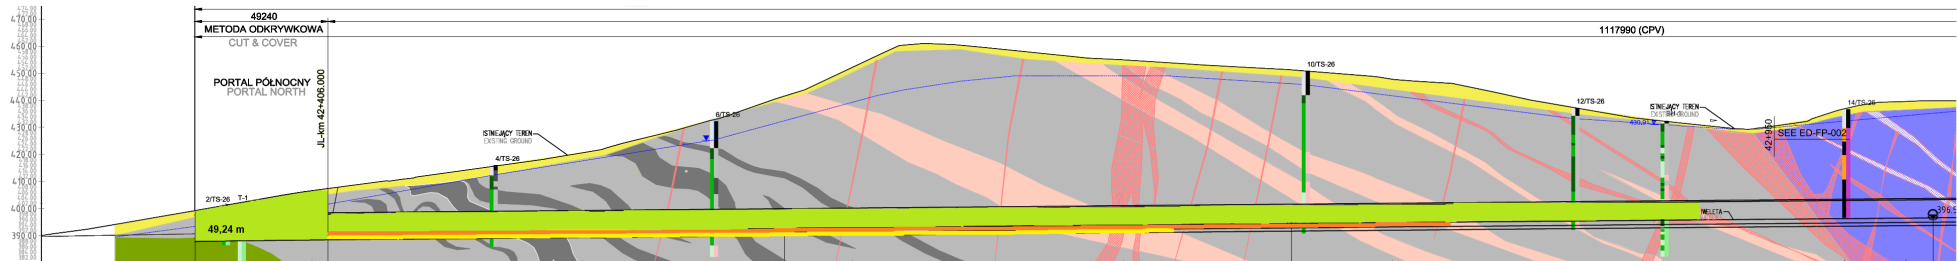 49240
METODA ODKRYWKOWA
CUT & COVER
1117990 (CPV)
PORTAL PÓŁNOCNY
PORTAL NORTH
JL-km 42+406.000
470.00
460.00
450.00
440.00
430.00
420.00
410.00
400.00
390.00
ISTNIEJĄCY TEREN
EXISTING GROUND
2/TS-26
T-1
4/TS-26
6/TS-26
10/TS-26
12/TS-26
14/TS-26
ISTNIEJĄCY TEREN
EXISTING GROUND
42+950
SEE ED-FP-002
NIWELETA
49,24 m